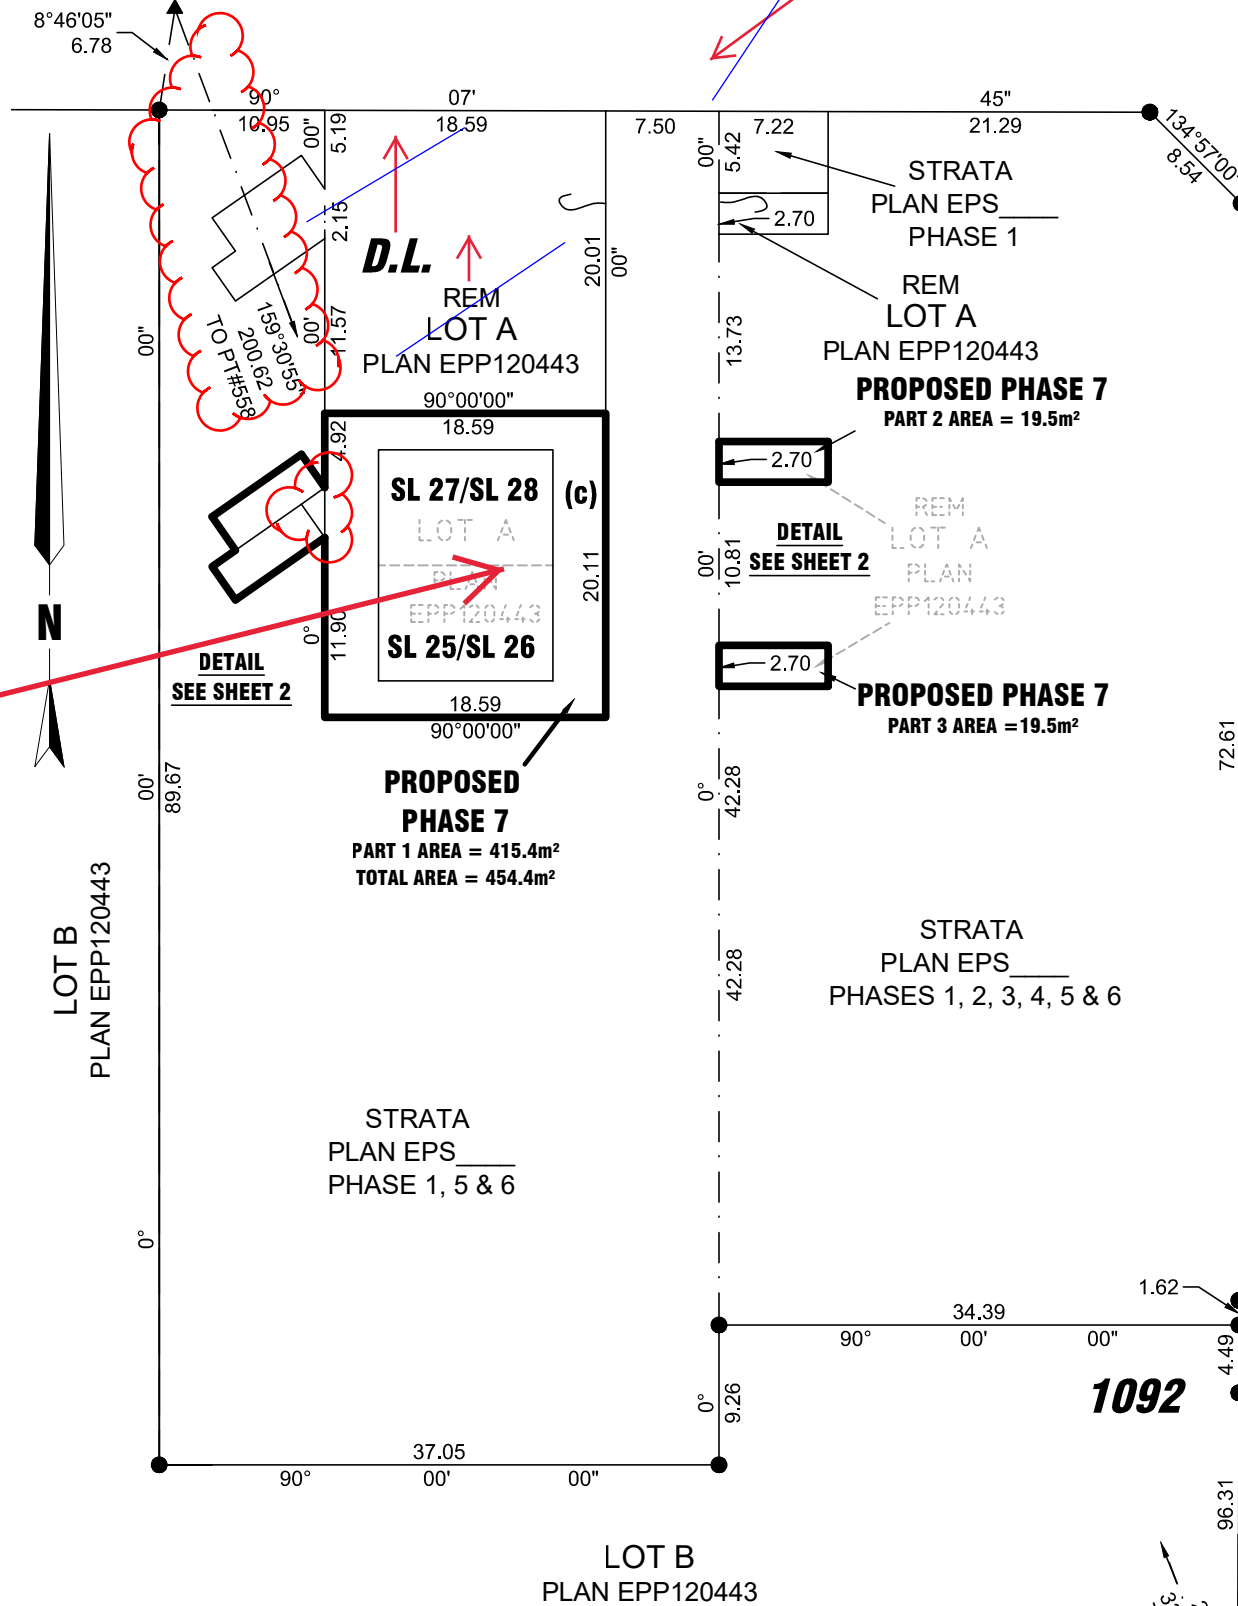 8°46'05"
6.78
90° 07' 45"
10.95 18.59 7.50 7.22 21.29
134°57'00"
8.54
00" 5.19
00" 5.42
STRATA
PLAN EPS____
PHASE 1
2.15
2.70
D.L.
20.01
00"
REM
LOT A
PLAN EPP120443
REM
LOT A
PLAN EPP120443
159°30'55"
200.62
TO PT#558
00' 11.57
00"
13.73
PROPOSED PHASE 7
PART 2 AREA = 19.5m²
90°00'00"
18.59
4.92
2.70
SL 27/SL 28 (c)
LOT A
PLAN
EPP120443
SL 25/SL 26
REM
LOT A
PLAN
EPP120443
DETAIL
SEE SHEET 2
00' 10.81
20.11
N
0° 11.90
DETAIL
SEE SHEET 2
2.70
PROPOSED PHASE 7
PART 3 AREA =19.5m²
18.59
90°00'00"
72.61
00' 89.67
0° 42.28
PROPOSED
PHASE 7
PART 1 AREA = 415.4m²
TOTAL AREA = 454.4m²
LOT B
PLAN EPP120443
42.28
STRATA
PLAN EPS____
PHASES 1, 2, 3, 4, 5 & 6
STRATA
PLAN EPS____
PHASE 1, 5 & 6
0°
1.62
34.39
90° 00' 00"
4.49
1092
0° 9.26
37.05
90° 00' 00"
96.31
LOT B
PLAN EPP120443